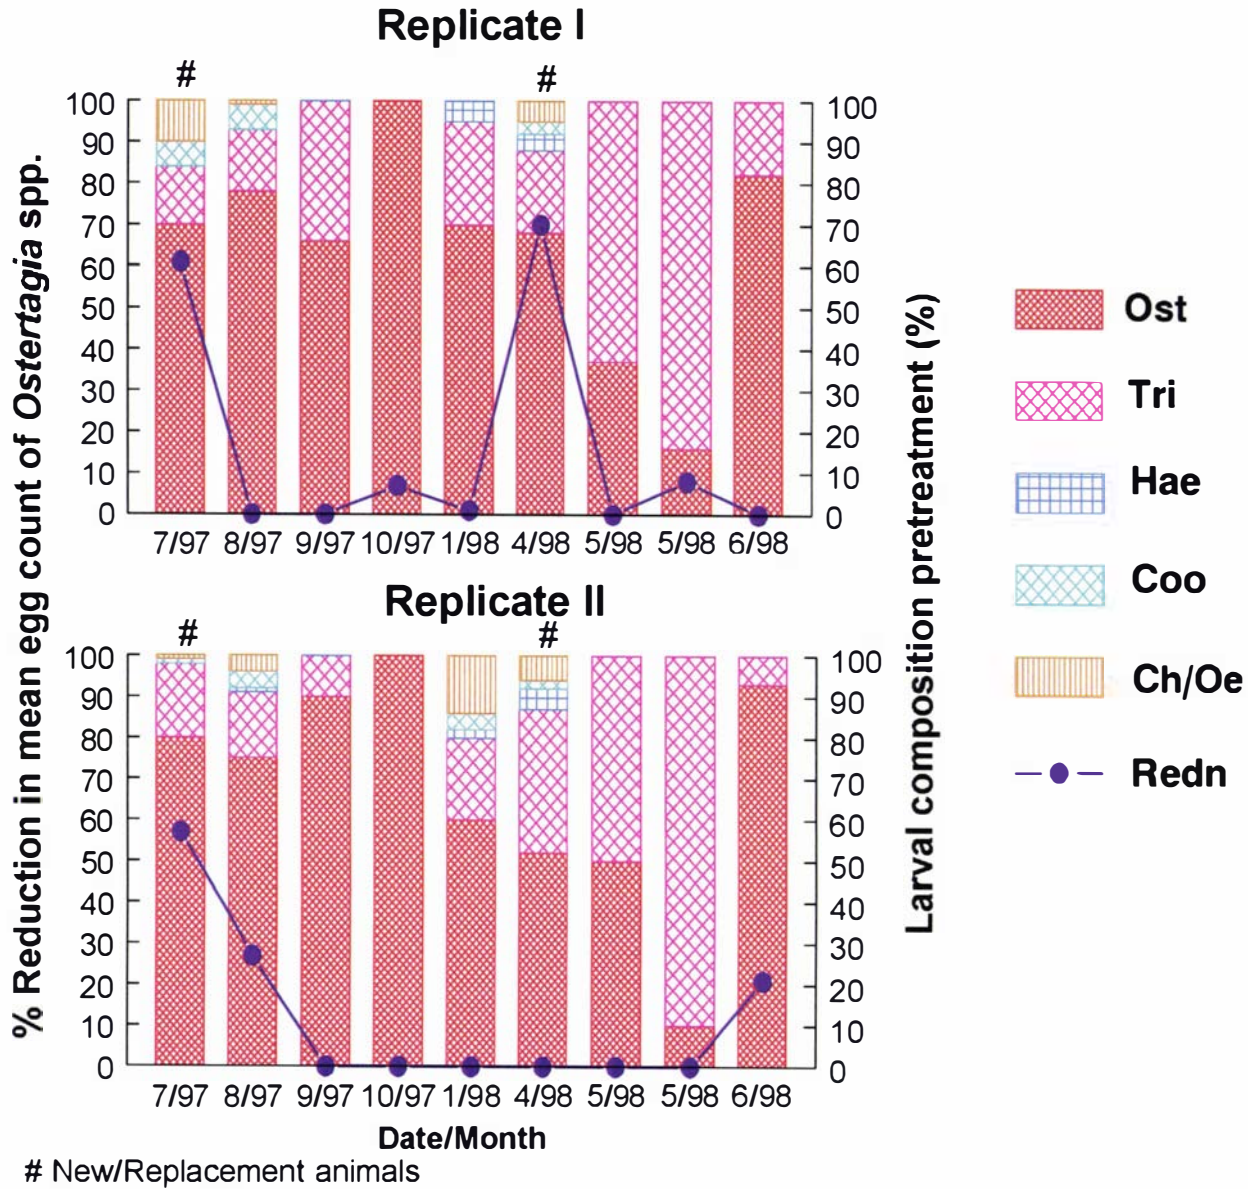 Replicate I
# #
100 100
90 90
80 80
70 70
60 60
50 50
40 40
30 30
20 20
10 10
0 0
7/97 8/97 9/97 10/97 1/98 4/98 5/98 5/98 6/98
Replicate II
# #
100 100
90 90
80 80
70 70
60 60
50 50
40 40
30 30
20 20
10 10
0 0
7/97 8/97 9/97 10/97 1/98 4/98 5/98 5/98 6/98
Date/Month
# New/Replacement animals
% Reduction in mean egg count of Ostertagia spp.
Larval composition pretreatment (%)
Ost
Tri
Hae
Coo
Ch/Oe
Redn